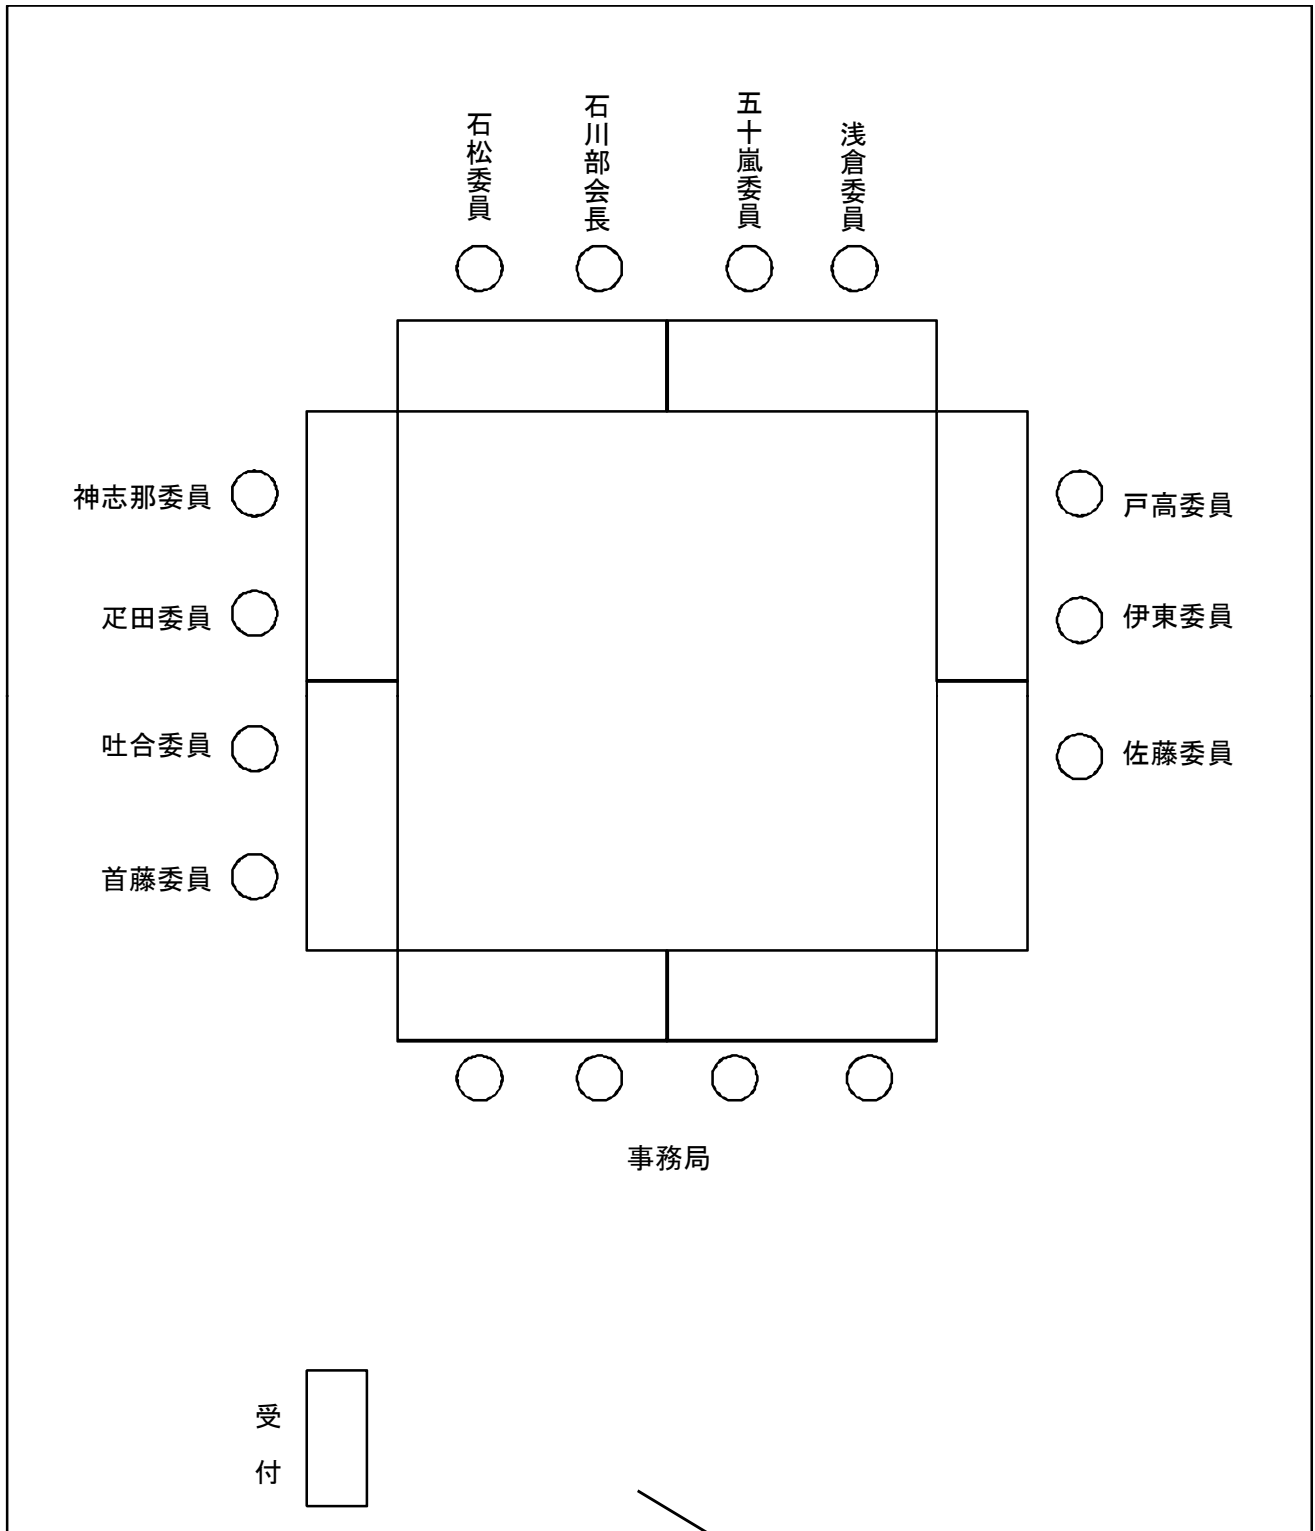 石松委員
石川部会長
五十嵐委員
浅倉委員
神志那委員
戸高委員
疋田委員
伊東委員
吐合委員
佐藤委員
首藤委員
事務局
受付